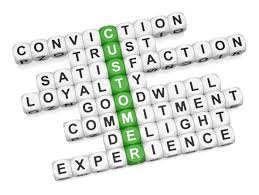 CONVICTION
TRUST
SATISFACTION
LOYALTY
GOODWILL
COMMITMENT
DELIGHT
EXPERIENCE
CUSTOMER